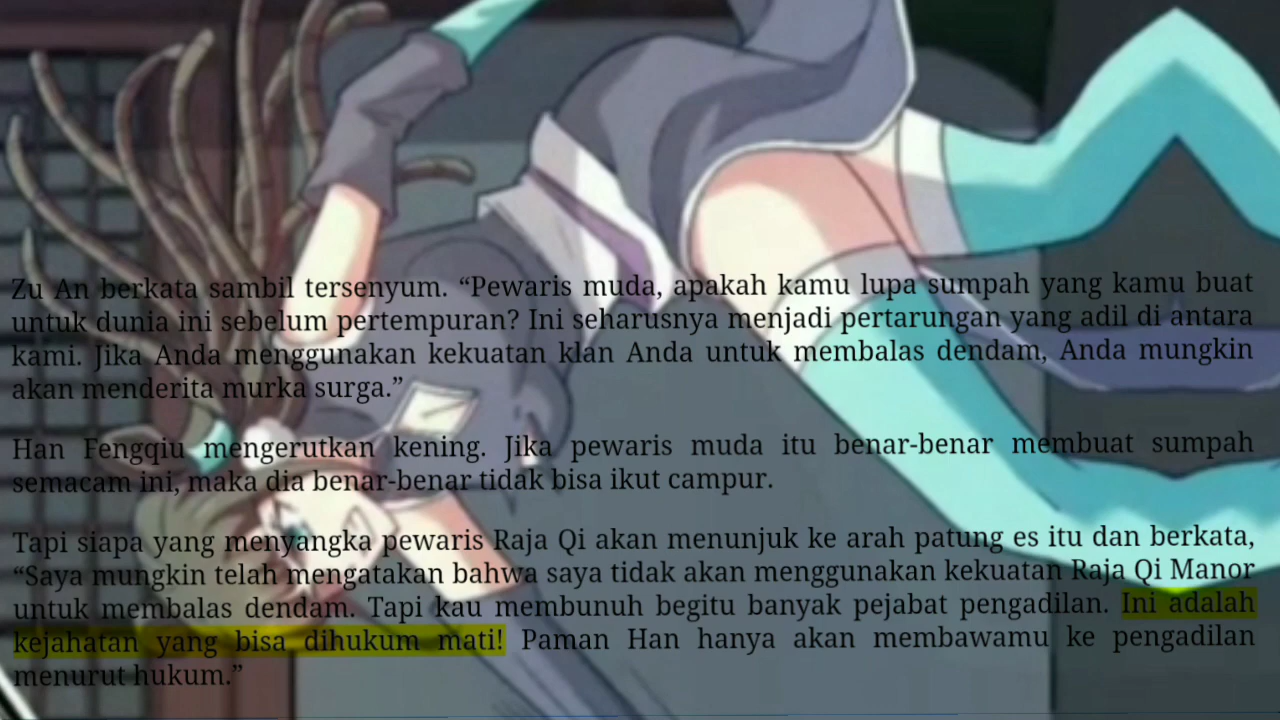 Zu An berkata sambil tersenyum. “Pewaris muda, apakah kamu lupa sumpah yang kamu buat
untuk dunia ini sebelum pertempuran? Ini seharusnya menjadi pertarungan yang adil di antara
kami. Jika Anda menggunakan kekuatan klan Anda untuk membalas dendam, Anda mungkin
akan menderita murka surga.”
Han Fengqiu mengerutkan kening. Jika pewaris muda itu benar-benar membuat sumpah
semacam ini, maka dia benar-benar tidak bisa ikut campur.
Tapi siapa yang menyangka pewaris Raja Qi akan menunjuk ke arah patung es itu dan berkata,
“Saya mungkin telah mengatakan bahwa saya tidak akan menggunakan kekuatan Raja Qi Manor
untuk membalas dendam. Tapi kau membunuh begitu banyak pejabat pengadilan. Ini adalah
kejahatan yang bisa dihukum mati! Paman Han hanya akan membawamu ke pengadilan
menurut hukum.”